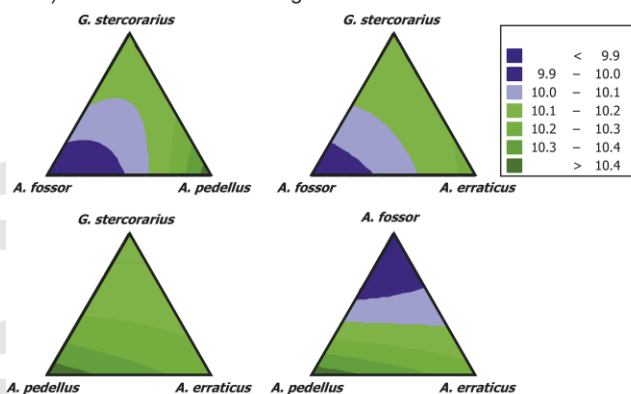 G. stercorarius
G. stercorarius
< 9.9
9.9 – 10.0
10.0 – 10.1
10.1 – 10.2
10.2 – 10.3
10.3 – 10.4
> 10.4
A. fossor
A. pedellus
A. fossor
A. erraticus
G. stercorarius
A. fossor
A. pedellus
A. erraticus
A. pedellus
A. erraticus